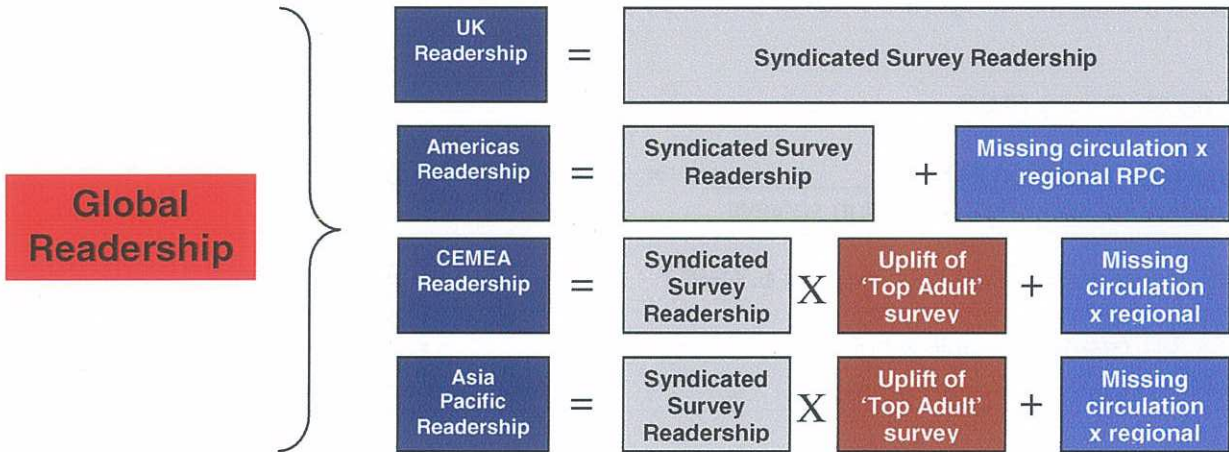 UK
Readership
=
Syndicated Survey Readership
Americas
Readership
=
Syndicated Survey
Readership
+
Missing circulation x
regional RPC
Global
Readership
CEMEA
Readership
=
Syndicated
Survey
Readership
X
Uplift of
‘Top Adult’
survey
+
Missing
circulation
x regional
Asia
Pacific
Readership
=
Syndicated
Survey
Readership
X
Uplift of
‘Top Adult’
survey
+
Missing
circulation
x regional